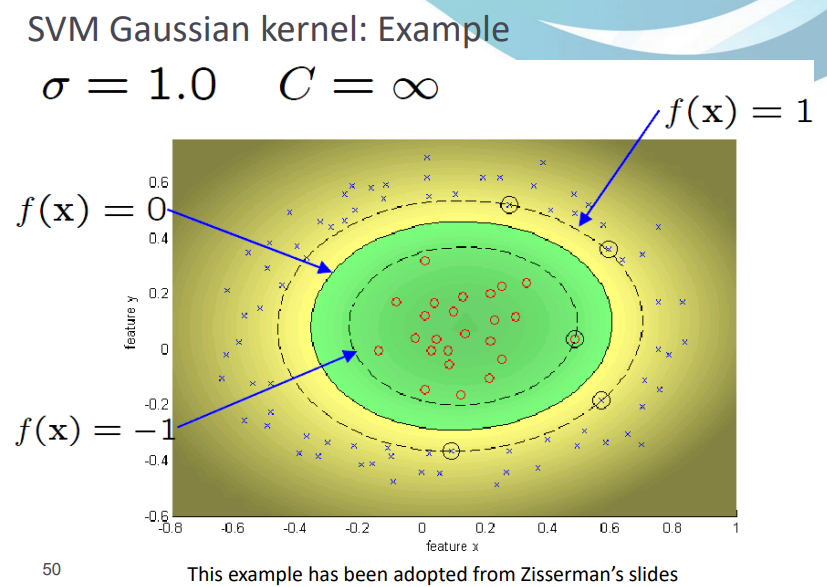 SVM Gaussian kernel: Example
σ = 1.0 C = ∞
f(x) = 1
f(x) = 0
f(x) = −1
feature y
0.6
0.4
0.2
0
-0.2
-0.4
-0.6
-0.8 -0.6 -0.4 -0.2 0 0.2 0.4 0.6 0.8 1
feature x
50
This example has been adopted from Zisserman's slides